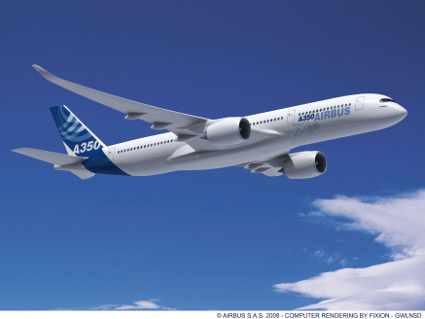 A350 AIRBUS
A350
© AIRBUS S.A.S. 2008 - COMPUTER RENDERING BY FIXION - GWLNSD